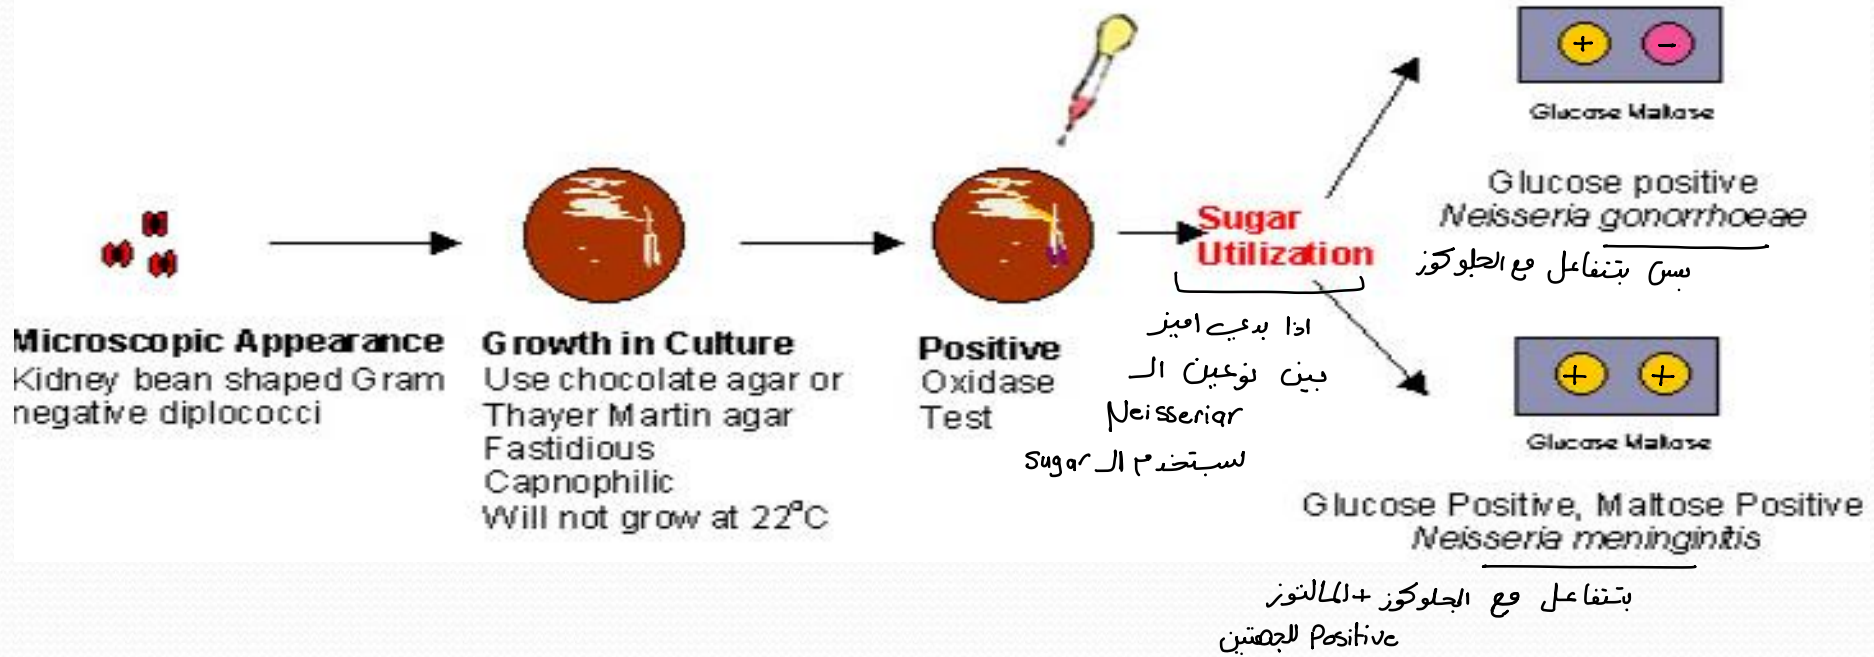 Microscopic Appearance
Kidney bean shaped Gram
negative diplococci
Growth in Culture
Use chocolate agar or
Thayer Martin agar
Fastidious
Capnophilic
Will not grow at 22°C
Positive
Oxidase
Test
Sugar
Utilization
اذا بدي اميز
بين نوعين الـ
Neisseriar
بستخدم الـ Sugar
+ −
Glucose Maltose
Glucose positive
Neisseria gonorrhoeae
بس بتتفاعل مع الجلوكوز
+ +
Glucose Maltose
Glucose Positive, Maltose Positive
Neisseria meninginitis
بتتفاعل مع الجلوكوز + المالتوز
Positive للجهتين